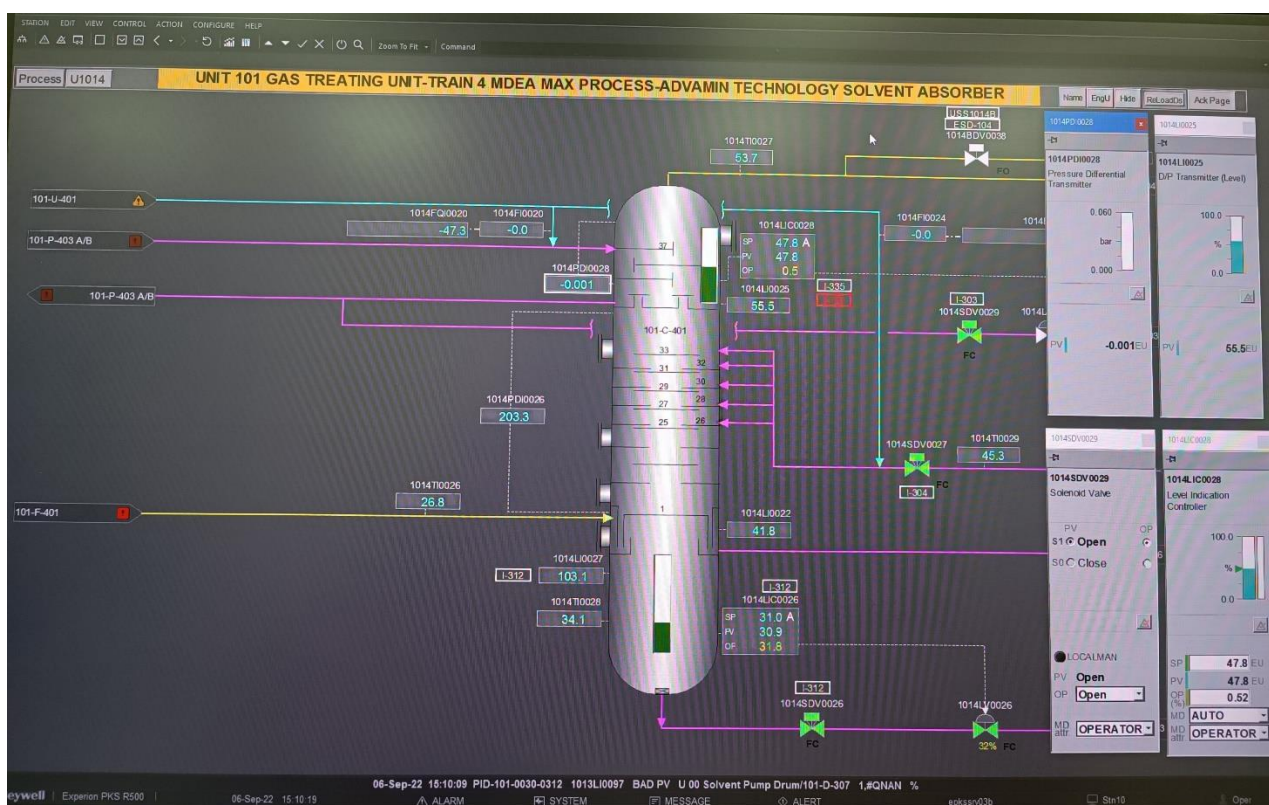 STATION EDIT VIEW CONTROL ACTION CONFIGURE HELP
Zoom To Fit Command
Process U1014
UNIT 101 GAS TREATING UNIT-TRAIN 4 MDEA MAX PROCESS-ADVAMIN TECHNOLOGY SOLVENT ABSORBER
Name EngU Hide ReLoadDs Ack Page
USS1014B
ESD-104
1014BDV0038
FO
1014TI0027
53.7
101-U-401
1014FQI0020 1014FI0020
-47.3 -0.0
101-P-403 A/B
1014PDI0028
-0.001
101-P-403 A/B
37
1014LIC0028
SP 47.8 A
PV 47.8
OP 0.5
1014FI0024
-0.0
1014LI0025
55.5
I-335
I-303
1014SDV0029
FC
101-C-401
33
32
31
30
29
28
27
26
25
1
1014PDI0026
203.3
1014SDV0027
FC
I-304
1014TI0029
45.3
1014TI0026
26.8
101-F-401
1014LI0022
41.8
1014LI0027
I-312 103.1
1014TI0028
34.1
I-312
1014LIC0026
SP 31.0 A
PV 30.9
OP 31.8
I-312
1014SDV0026
FC
1014LV0026
32% FC
1014PDI0028
1014PDI0028
Pressure Differential
Transmitter
0.060
bar
0.000
PV -0.001EU
1014LI0025
1014LI0025
D/P Transmitter (Level)
100.0
%
0.0
PV 55.5EU
1014SDV0029
1014SDV0029
Solenoid Valve
PV OP
S1 Open
S0 Close
LOCALMAN
PV Open
OP Open
MD
attr OPERATOR
1014LIC0028
1014LIC0028
Level Indication
Controller
100.0
%
0.0
SP 47.8 EU
PV 47.8 EU
OP
(%) 0.52
MD AUTO
MD
attr OPERATOR
06-Sep-22 15:10:09 PID-101-0030-0312 1013LI0097 BAD PV U 00 Solvent Pump Drum/101-D-307 1,#QNAN %
eywell Experion PKS R500 06-Sep-22 15:10:19 ALARM SYSTEM MESSAGE ALERT epkssrv03b Stn10 Oper